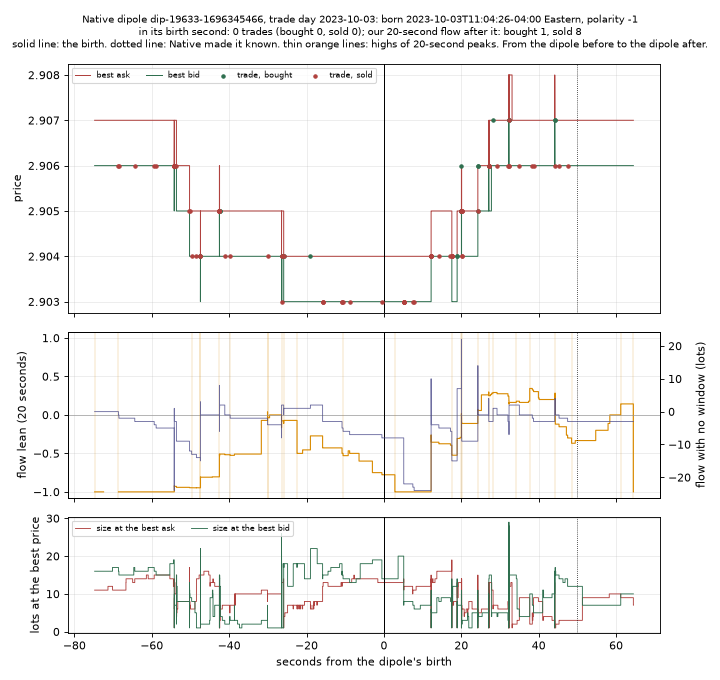 Native dipole dip-19633-1696345466, trade day 2023-10-03: born 2023-10-03T11:04:26-04:00 Eastern, polarity -1
in its birth second: 0 trades (bought 0, sold 0); our 20-second flow after it: bought 1, sold 8
solid line: the birth. dotted line: Native made it known. thin orange lines: highs of 20-second peaks. From the dipole before to the dipole after.
best ask
best bid
trade, bought
trade, sold
2.908
2.907
2.906
2.905
2.904
2.903
price
1.0
0.5
0.0
−0.5
−1.0
flow lean (20 seconds)
20
10
0
−10
−20
flow with no window (lots)
size at the best ask
size at the best bid
30
20
10
0
lots at the best price
−80
−60
−40
−20
0
20
40
60
seconds from the dipole's birth